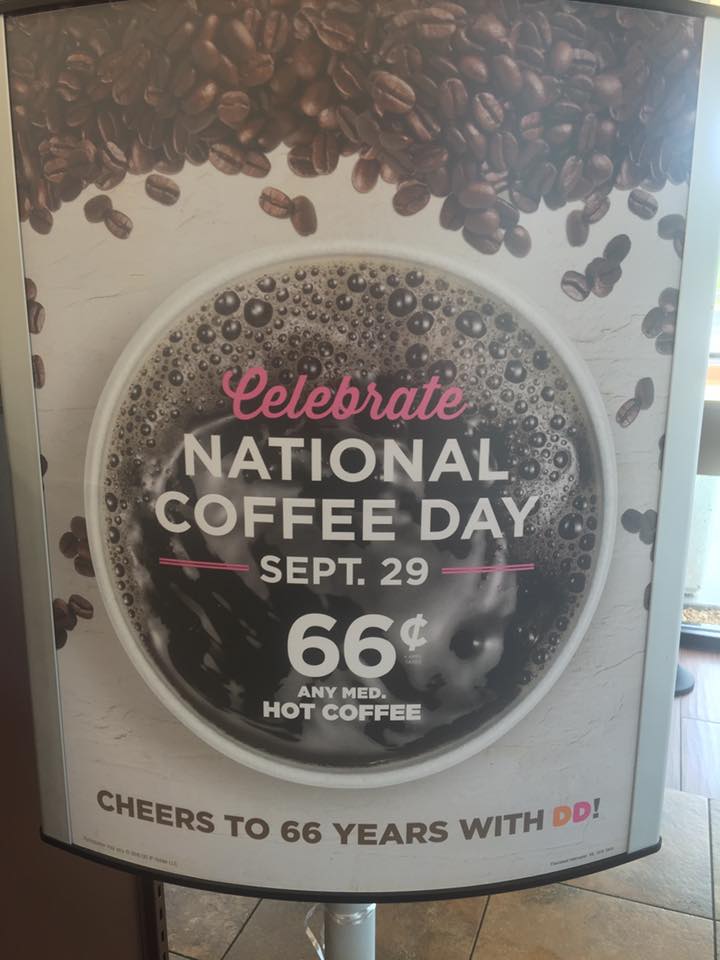 Celebrate
NATIONAL
COFFEE DAY
SEPT. 29
66¢
ANY MED.
HOT COFFEE
CHEERS TO 66 YEARS WITH DD!